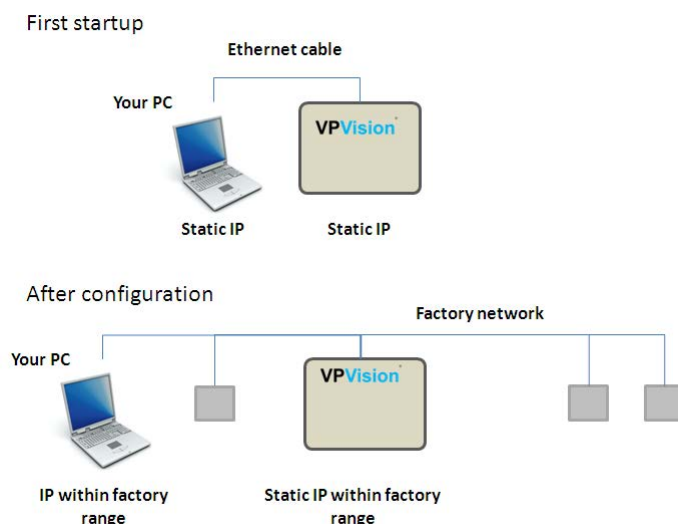 First startup
Ethernet cable
Your PC
VPVision
Static IP
Static IP
After configuration
Factory network
Your PC
VPVision
IP within factory
range
Static IP within factory
range